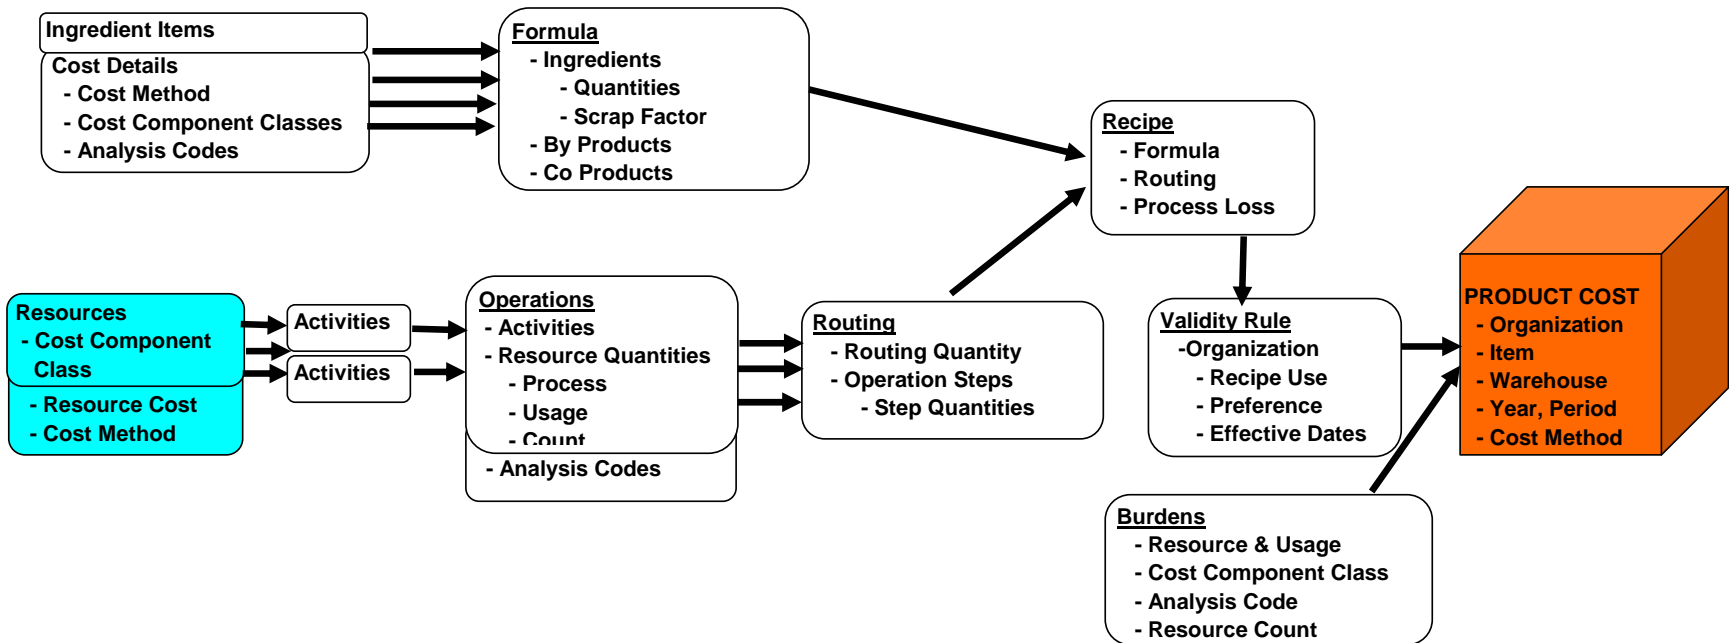 Ingredient Items
Cost Details
- Cost Method
- Cost Component Classes
- Analysis Codes
Formula
- Ingredients
- Quantities
- Scrap Factor
- By Products
- Co Products
Recipe
- Formula
- Routing
- Process Loss
Resources
- Cost Component
Class
- Resource Cost
- Cost Method
Activities
Activities
Operations
- Activities
- Resource Quantities
- Process
- Usage
- Count
- Analysis Codes
Routing
- Routing Quantity
- Operation Steps
- Step Quantities
Validity Rule
-Organization
- Recipe Use
- Preference
- Effective Dates
PRODUCT COST
- Organization
- Item
- Warehouse
- Year, Period
- Cost Method
Burdens
- Resource & Usage
- Cost Component Class
- Analysis Code
- Resource Count